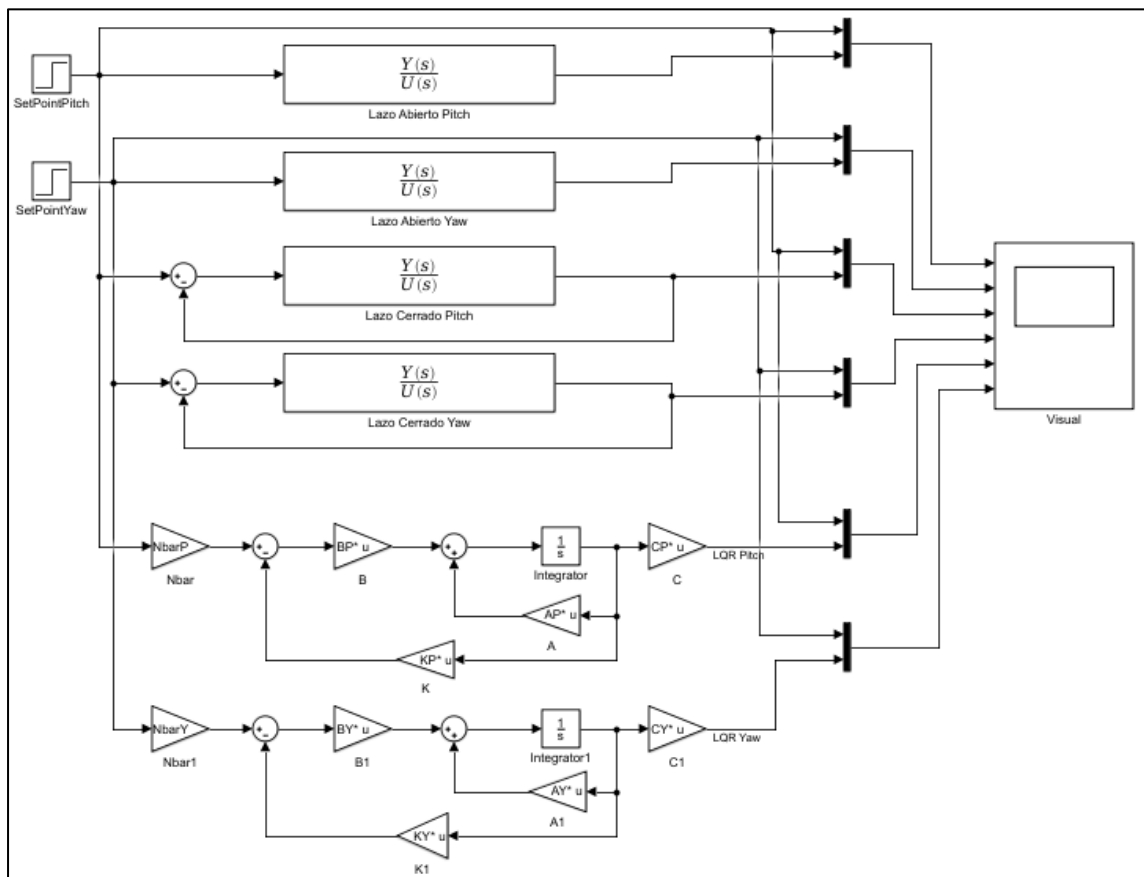 SetPointPitch
Y(s)
U(s)
Lazo Abierto Pitch
SetPointYaw
Y(s)
U(s)
Lazo Abierto Yaw
+
-
Y(s)
U(s)
Lazo Cerrado Pitch
+
-
Y(s)
U(s)
Lazo Cerrado Yaw
Visual
NbarP
Nbar
+
-
BP* u
B
+
+
1
s
Integrator
CP* u
C
LQR Pitch
AP* u
A
KP* u
K
NbarY
Nbar1
+
-
BY* u
B1
+
+
1
s
Integrator1
CY* u
C1
LQR Yaw
AY* u
A1
KY* u
K1